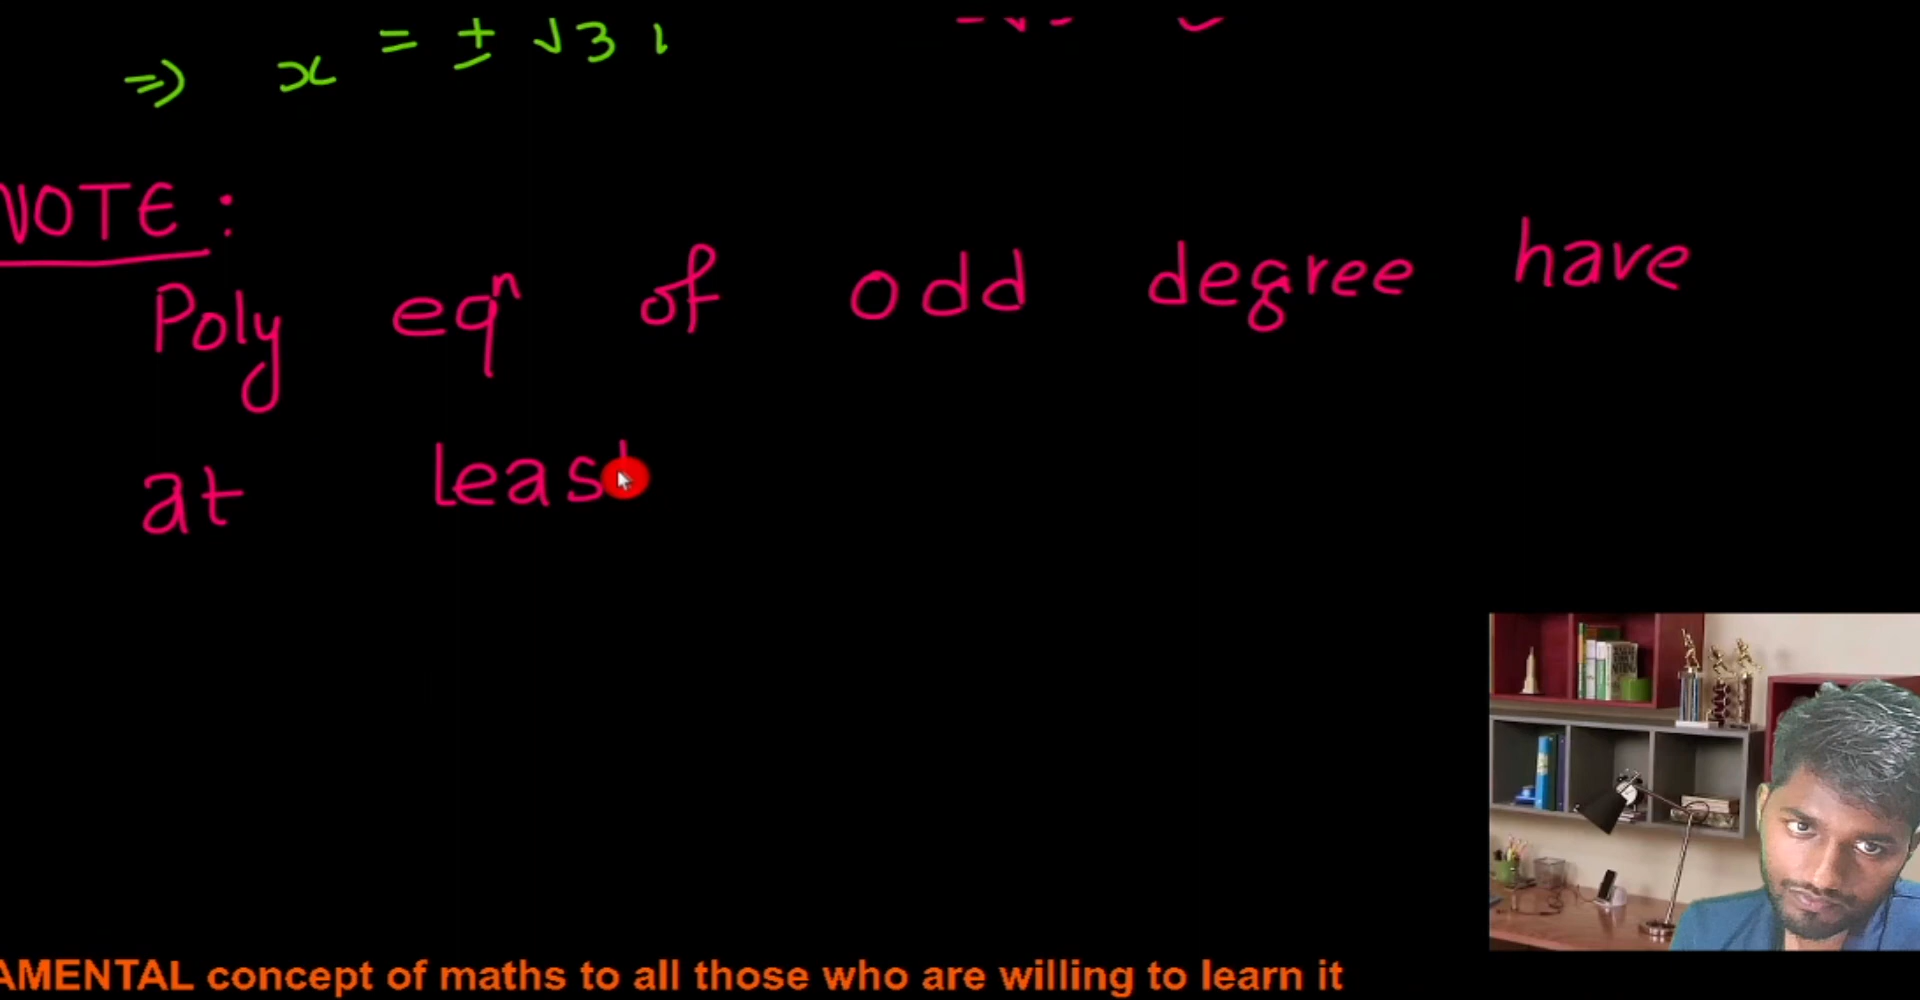 ⇒ x = ± √3 i
NOTE :
Poly eqⁿ of odd degree have
at least
AMENTAL concept of maths to all those who are willing to learn it